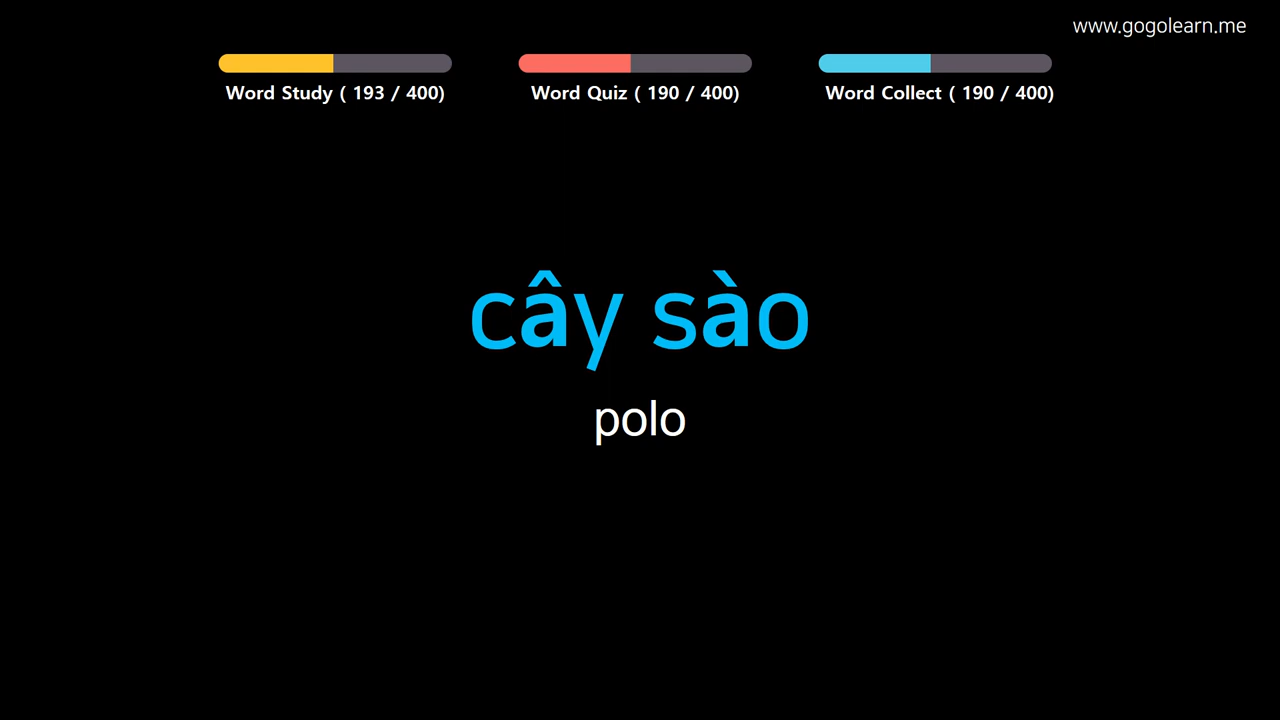 www.gogolearn.me
Word Study ( 193 / 400)
Word Quiz ( 190 / 400)
Word Collect ( 190 / 400)
cây sào
polo